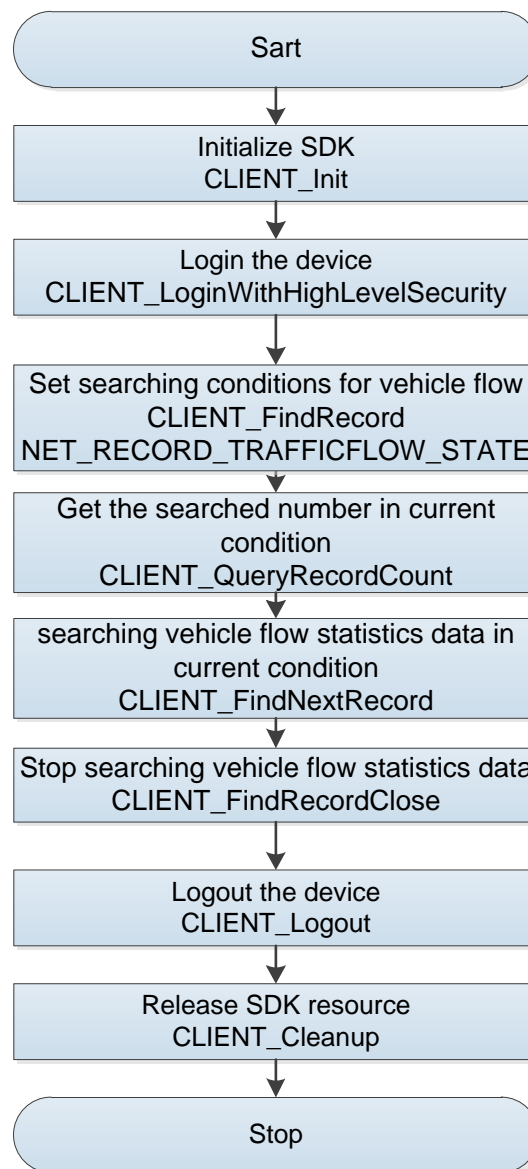 Sart
Initialize SDK
CLIENT_Init
Login the device
CLIENT_LoginWithHighLevelSecurity
Set searching conditions for vehicle flow
CLIENT_FindRecord
NET_RECORD_TRAFFICFLOW_STATE
Get the searched number in current
condition
CLIENT_QueryRecordCount
searching vehicle flow statistics data in
current condition
CLIENT_FindNextRecord
Stop searching vehicle flow statistics data
CLIENT_FindRecordClose
Logout the device
CLIENT_Logout
Release SDK resource
CLIENT_Cleanup
Stop